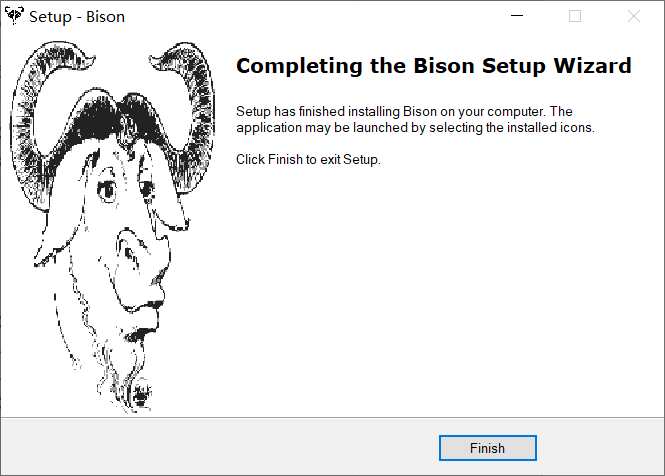 Setup - Bison
Completing the Bison Setup Wizard
Setup has finished installing Bison on your computer. The
application may be launched by selecting the installed icons.
Click Finish to exit Setup.
Finish